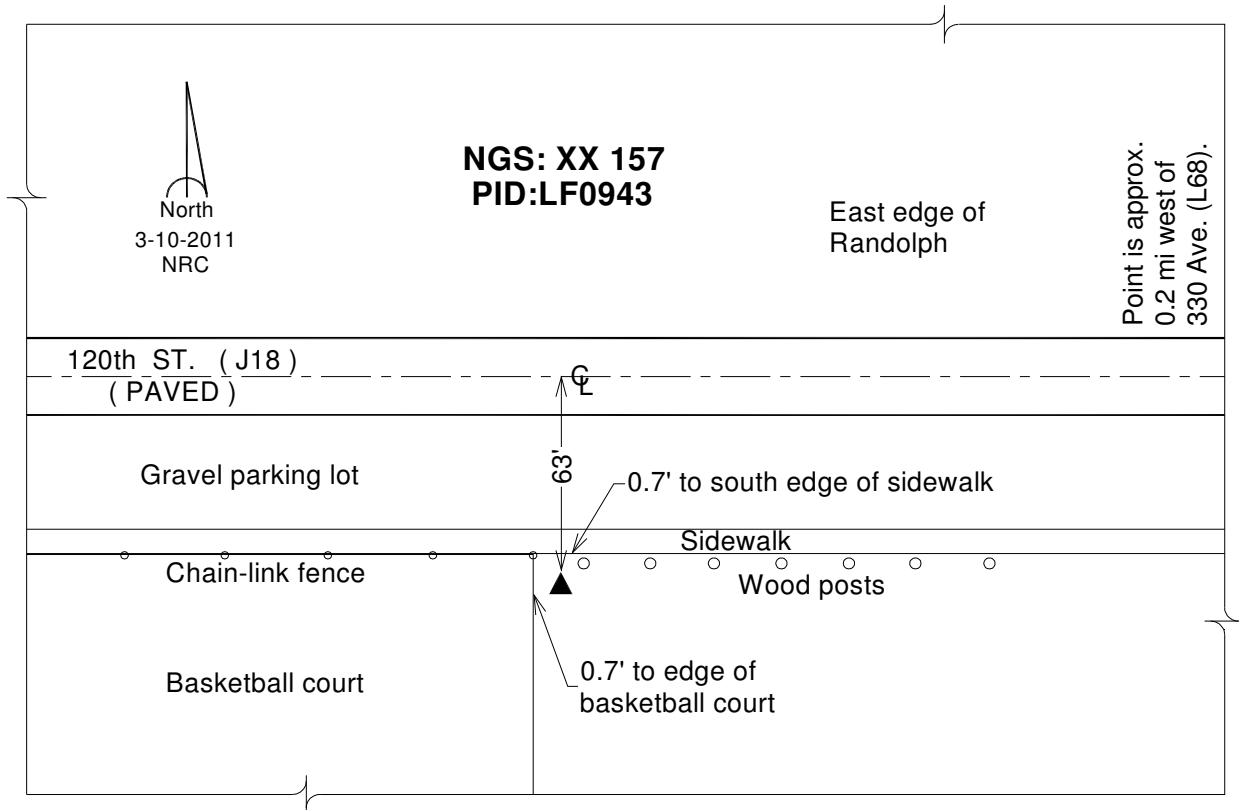 NGS: XX 157
PID:LF0943
North
3-10-2011
NRC
East edge of
Randolph
Point is approx.
0.2 mi west of
330 Ave. (L68).
120th ST. ( J18 )
( PAVED )
CL
63'
Gravel parking lot
0.7' to south edge of sidewalk
Sidewalk
Chain-link fence
Wood posts
Basketball court
0.7' to edge of
basketball court